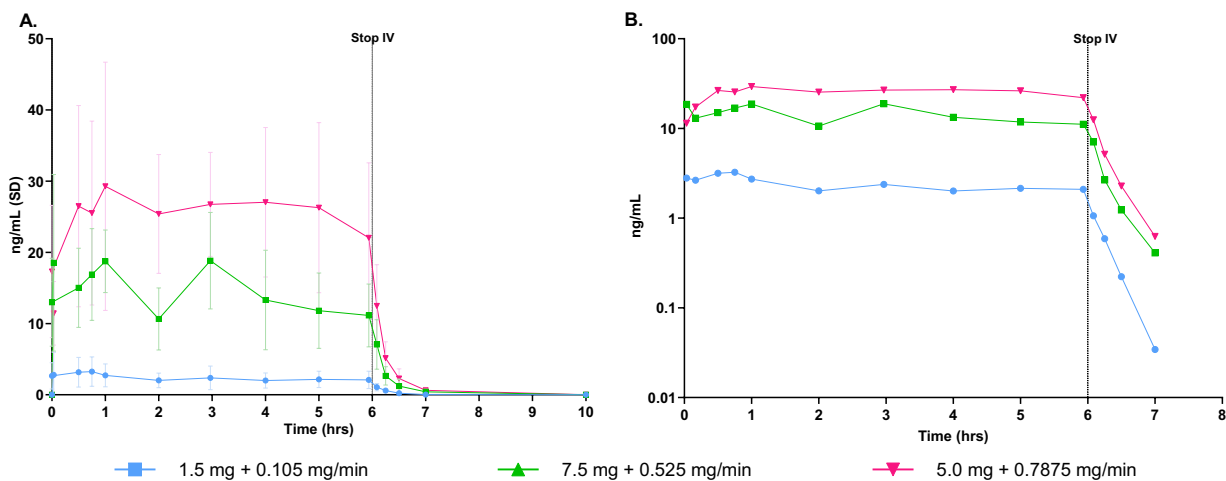 A.
B.
Stop IV
Stop IV
ng/mL (SD)
50
40
30
20
10
0
0 1 2 3 4 5 6 7 8 9 10
Time (hrs)
ng/mL
100
10
1
0.1
0.01
0 1 2 3 4 5 6 7 8
Time (hrs)
1.5 mg + 0.105 mg/min
7.5 mg + 0.525 mg/min
5.0 mg + 0.7875 mg/min